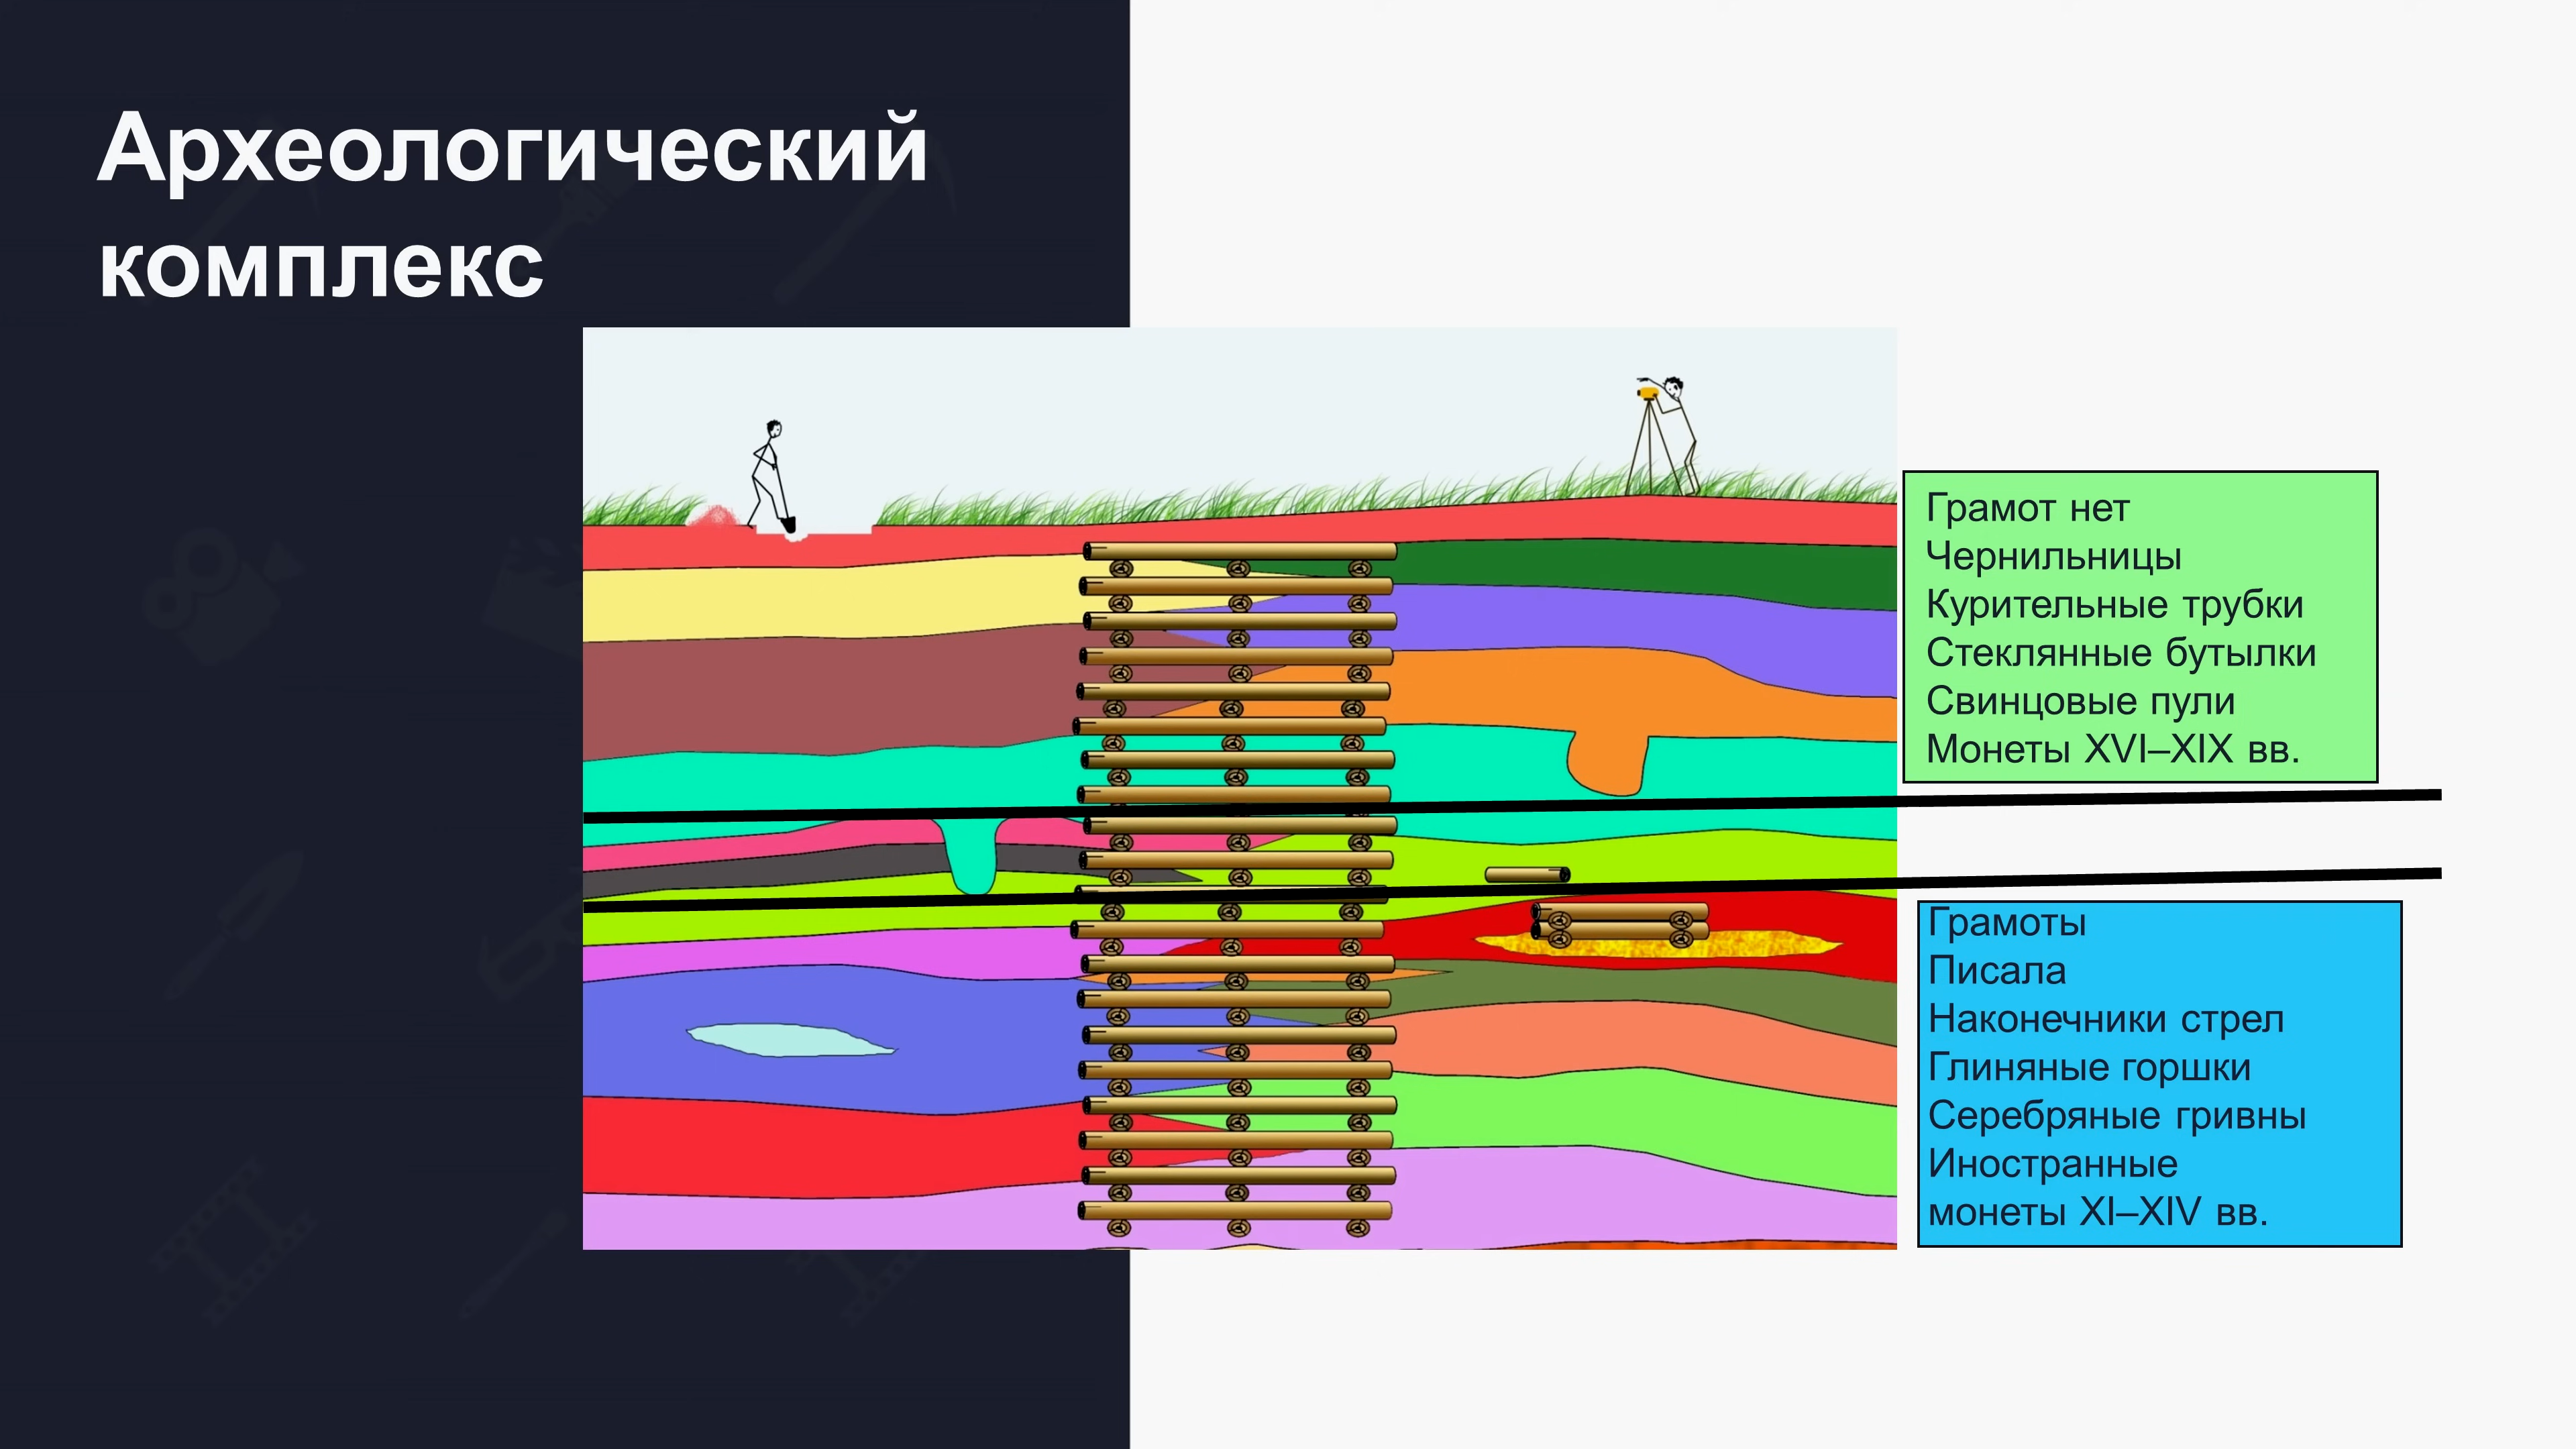 Археологический
комплекс
Грамот нет
Чернильницы
Курительные трубки
Стеклянные бутылки
Свинцовые пули
Монеты XVI–XIX вв.
Грамоты
Писала
Наконечники стрел
Глиняные горшки
Серебряные гривны
Иностранные
монеты XI–XIV вв.